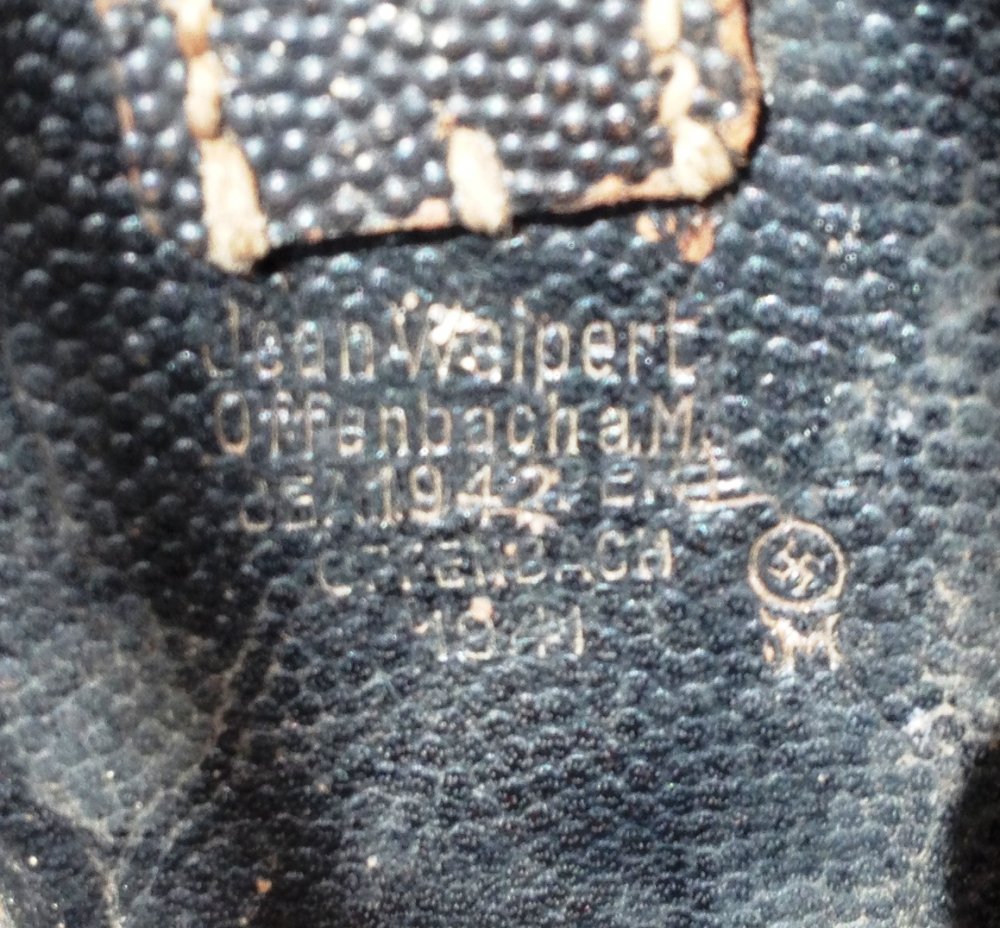 Jean Weipert
Offenbach a.M.
1942
OFFENBACH
1941
M